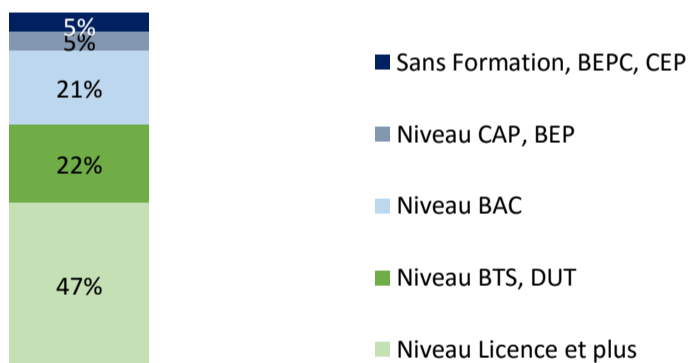 5%
5%
21%
22%
47%
Sans Formation, BEPC, CEP
Niveau CAP, BEP
Niveau BAC
Niveau BTS, DUT
Niveau Licence et plus